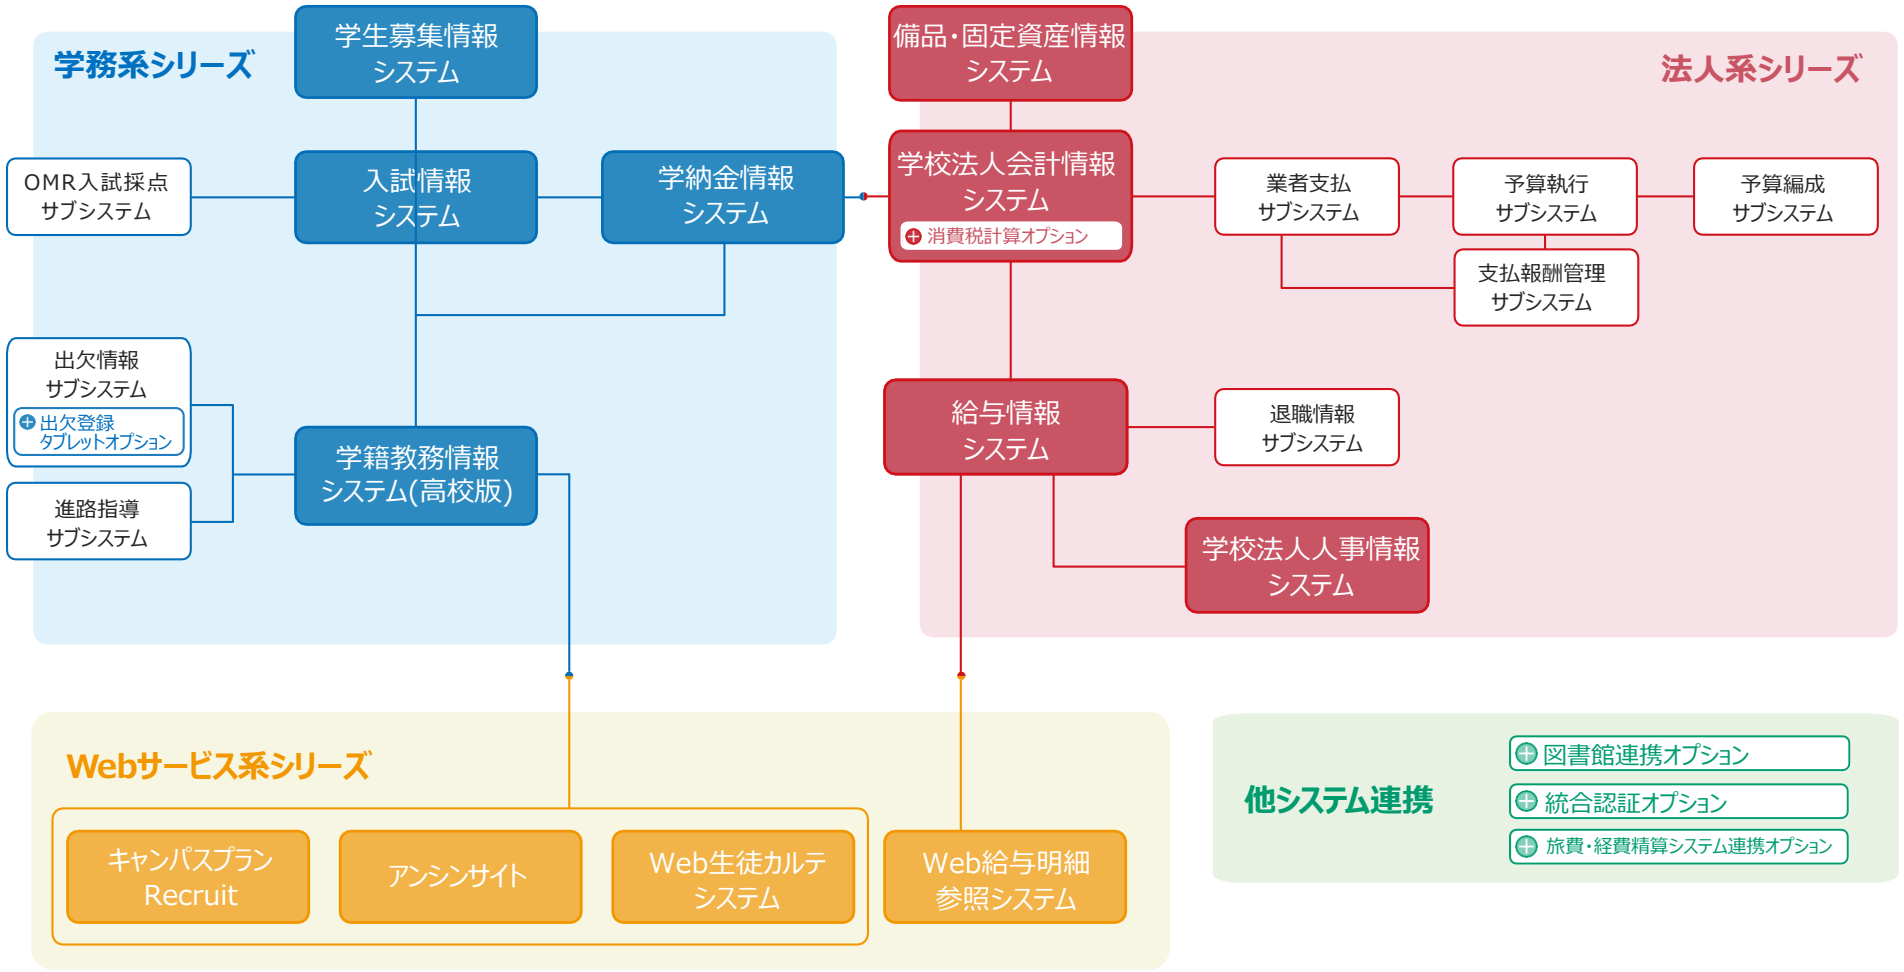 学務系シリーズ
学生募集情報
システム
OMR入試採点
サブシステム
入試情報
システム
学納金情報
システム
出欠情報
サブシステム
出欠登録
タブレットオプション
進路指導
サブシステム
学籍教務情報
システム(高校版)
法人系シリーズ
備品・固定資産情報
システム
学校法人会計情報
システム
消費税計算オプション
業者支払
サブシステム
予算執行
サブシステム
予算編成
サブシステム
支払報酬管理
サブシステム
給与情報
システム
退職情報
サブシステム
学校法人人事情報
システム
Webサービス系シリーズ
キャンパスプラン
Recruit
アンシンサイト
Web生徒カルテ
システム
Web給与明細
参照システム
他システム連携
図書館連携オプション
統合認証オプション
旅費・経費精算システム連携オプション